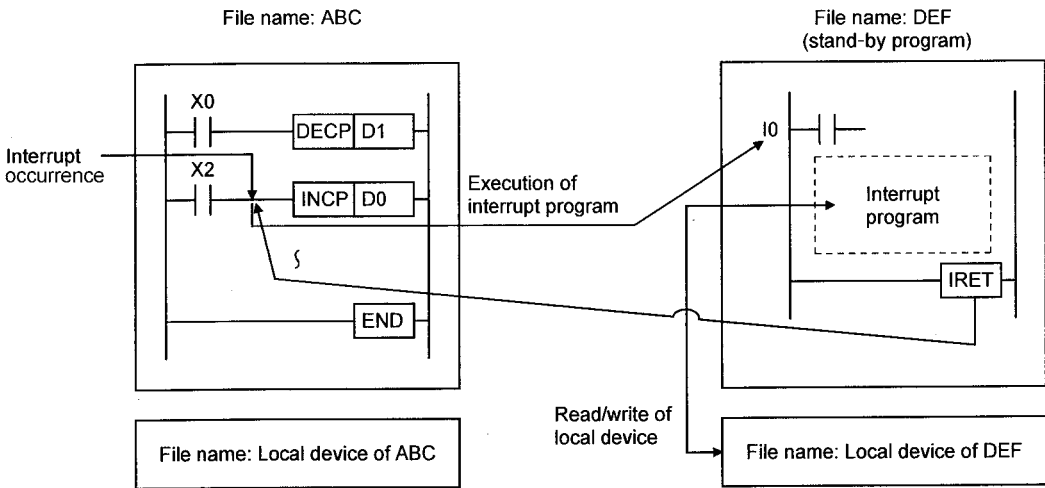 File name: ABC
File name: DEF
(stand-by program)
X0
DECP D1
I0
Interrupt
occurrence
X2
INCP D0
Execution of
interrupt program
Interrupt
program
IRET
END
Read/write of
local device
File name: Local device of ABC
File name: Local device of DEF